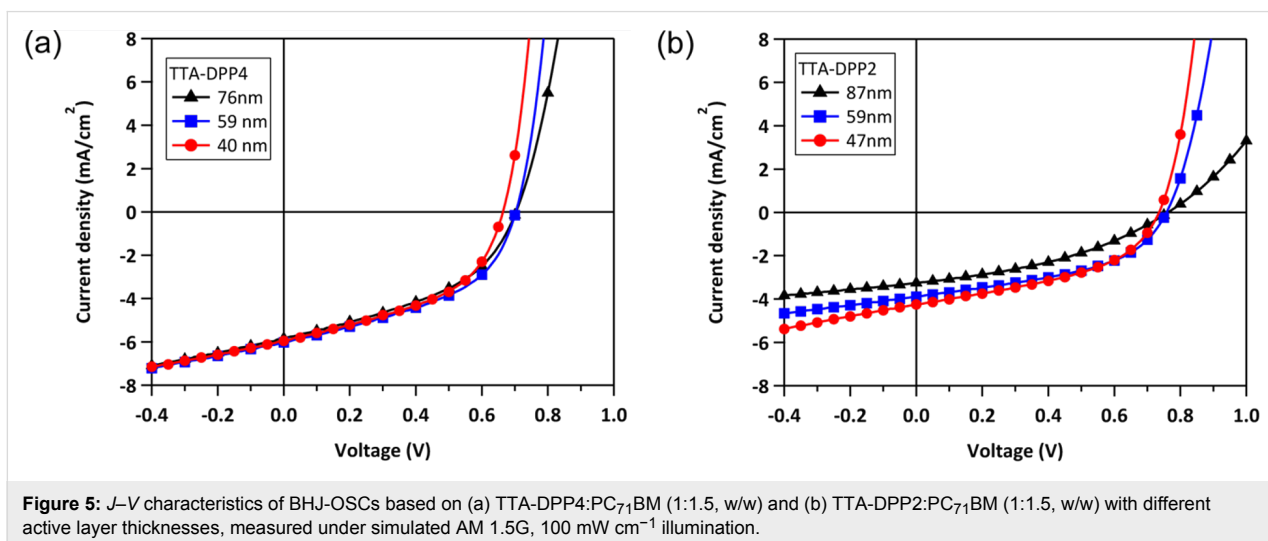 (a)
8
6
4
2
0
-2
-4
-6
-8
Current density (mA/cm²)
TTA-DPP4
76nm
59 nm
40 nm
-0.4 0.0 0.2 0.4 0.6 0.8 1.0
Voltage (V)
(b)
8
6
4
2
0
-2
-4
-6
-8
Current density (mA/cm²)
TTA-DPP2
87nm
59nm
47nm
-0.4 0.0 0.2 0.4 0.6 0.8 1.0
Voltage (V)
Figure 5: J–V characteristics of BHJ-OSCs based on (a) TTA-DPP4:PC₇₁BM (1:1.5, w/w) and (b) TTA-DPP2:PC₇₁BM (1:1.5, w/w) with different
active layer thicknesses, measured under simulated AM 1.5G, 100 mW cm⁻¹ illumination.